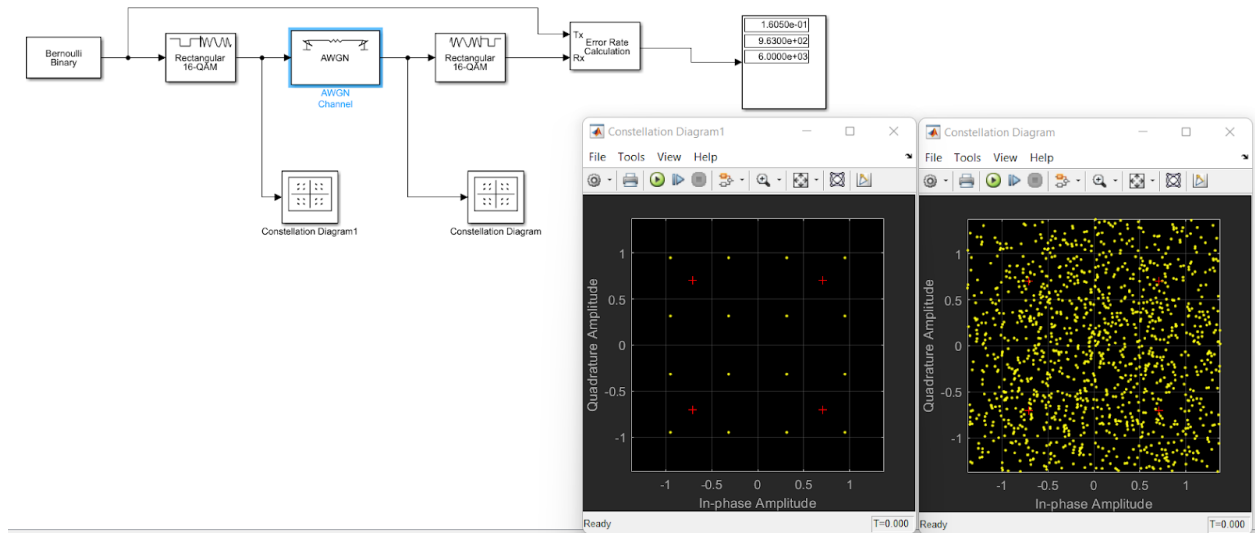 Bernoulli
Binary
Rectangular
16-QAM
AWGN
AWGN
Channel
Rectangular
16-QAM
Tx
Rx
Error Rate
Calculation
1.6050e-01
9.6300e+02
6.0000e+03
Constellation Diagram1
Constellation Diagram
Constellation Diagram1
File Tools View Help
1
0.5
0
-0.5
-1
Quadrature Amplitude
-1 -0.5 0 0.5 1
In-phase Amplitude
Ready T=0.000
Constellation Diagram
File Tools View Help
1
0.5
0
-0.5
-1
Quadrature Amplitude
-1 -0.5 0 0.5 1
In-phase Amplitude
Ready T=0.000